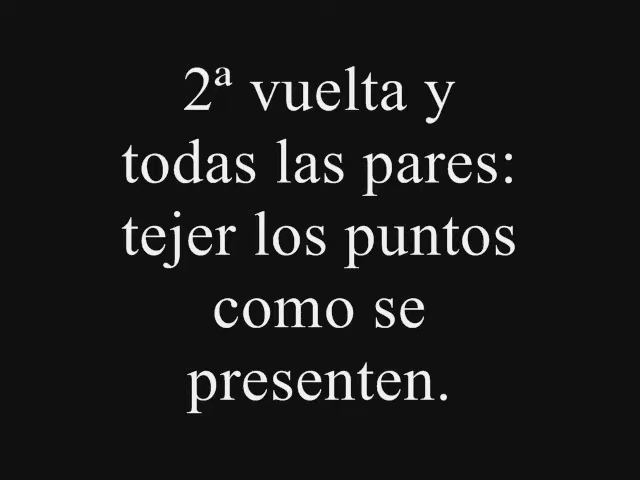 2ª vuelta y
todas las pares:
tejer los puntos
como se
presenten.